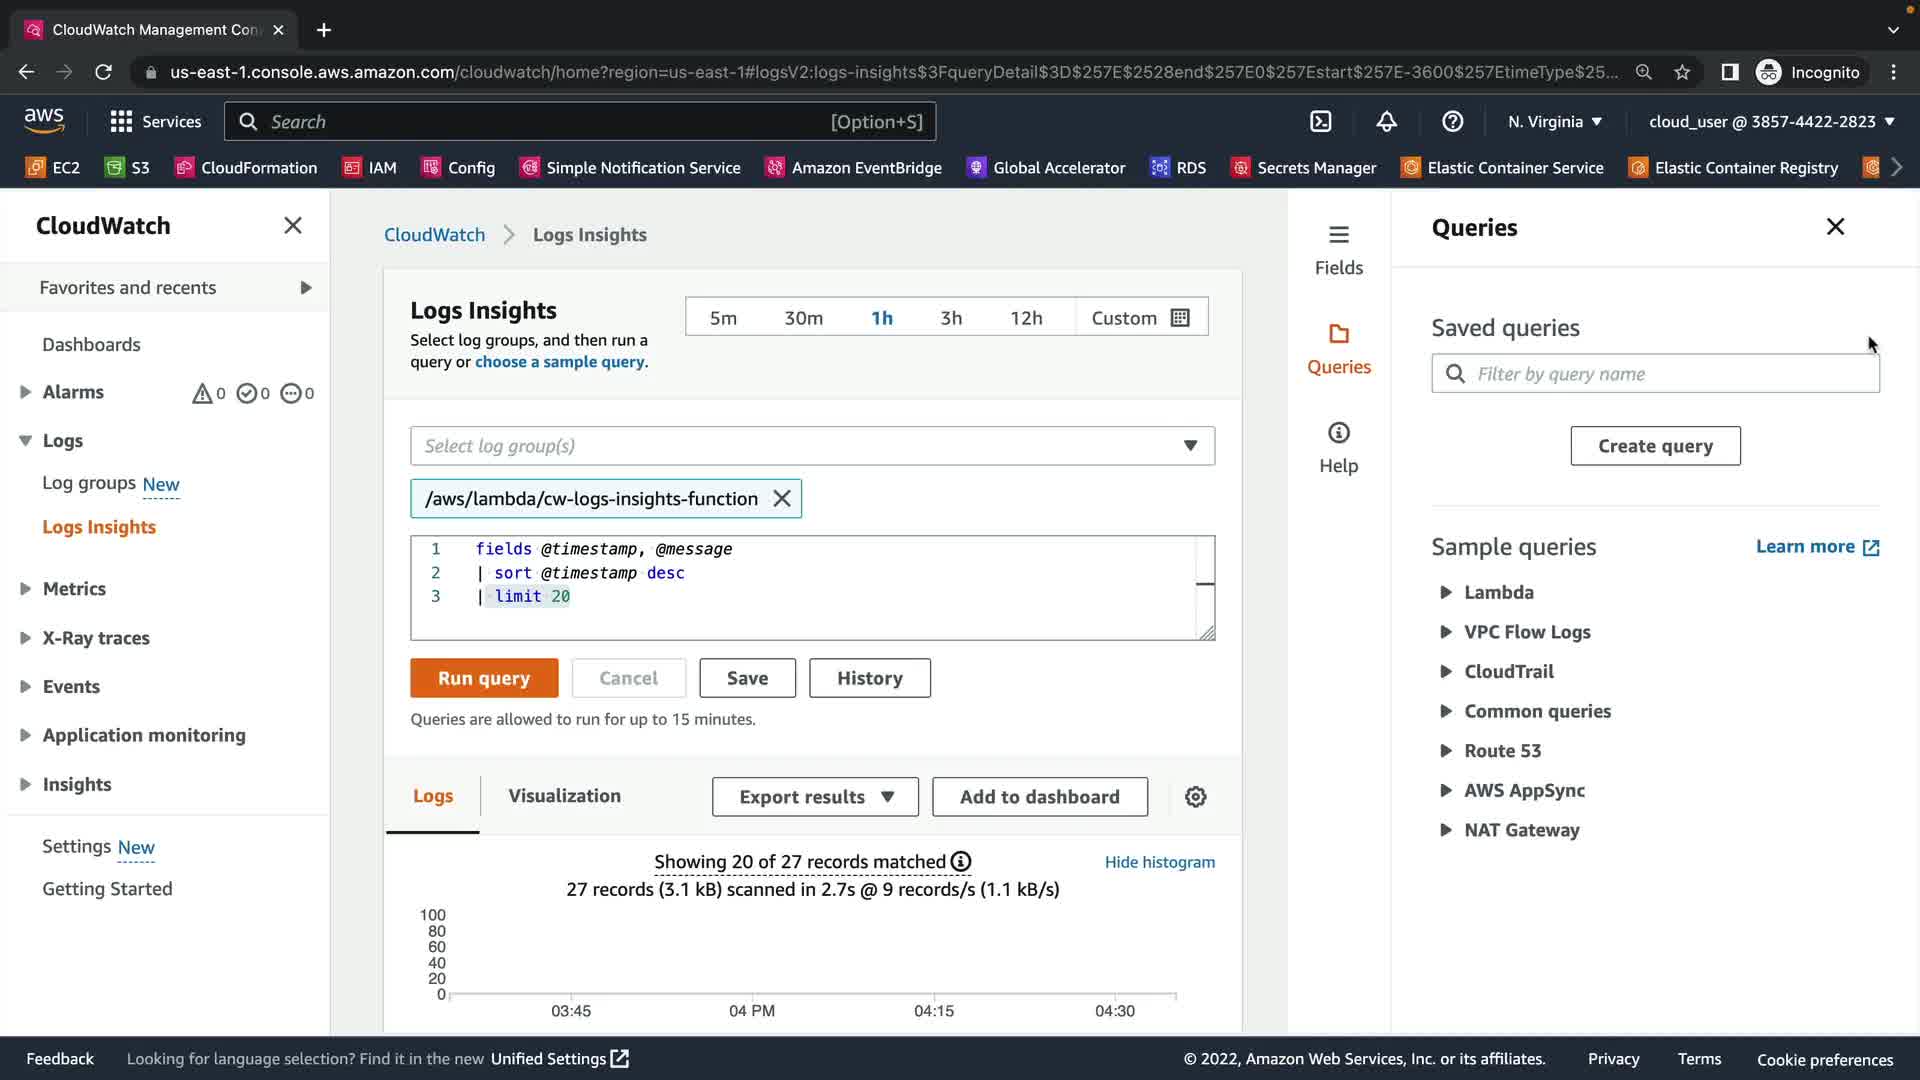 CloudWatch Management Con
us-east-1.console.aws.amazon.com/cloudwatch/home?region=us-east-1#logsV2:logs-insights$3FqueryDetail$3D$257E$2528end$257E0$257Estart$257E-3600$257EtimeType$25...
Incognito
aws
Services
Search
[Option+S]
N. Virginia
cloud_user @ 3857-4422-2823
EC2
S3
CloudFormation
IAM
Config
Simple Notification Service
Amazon EventBridge
Global Accelerator
RDS
Secrets Manager
Elastic Container Service
Elastic Container Registry
CloudWatch
Favorites and recents
Dashboards
Alarms
0
0
0
Logs
Log groups New
Logs Insights
Metrics
X-Ray traces
Events
Application monitoring
Insights
Settings New
Getting Started
CloudWatch
Logs Insights
Logs Insights
Select log groups, and then run a
query or choose a sample query.
5m
30m
1h
3h
12h
Custom
Select log group(s)
/aws/lambda/cw-logs-insights-function
1 fields @timestamp, @message
2 | sort @timestamp desc
3 | limit 20
Run query
Cancel
Save
History
Queries are allowed to run for up to 15 minutes.
Logs
Visualization
Export results
Add to dashboard
Showing 20 of 27 records matched
Hide histogram
27 records (3.1 kB) scanned in 2.7s @ 9 records/s (1.1 kB/s)
100
80
60
40
20
0
03:45
04 PM
04:15
04:30
Fields
Queries
Help
Queries
Saved queries
Filter by query name
Create query
Sample queries
Learn more
Lambda
VPC Flow Logs
CloudTrail
Common queries
Route 53
AWS AppSync
NAT Gateway
Feedback
Looking for language selection? Find it in the new Unified Settings
© 2022, Amazon Web Services, Inc. or its affiliates.
Privacy
Terms
Cookie preferences